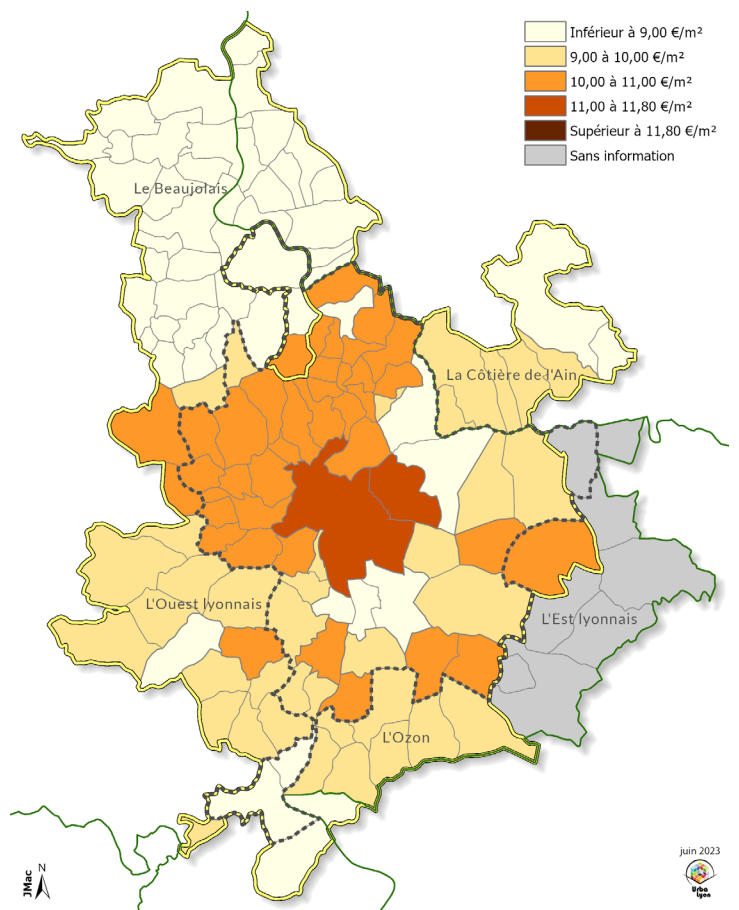 Inférieur à 9,00 €/m²
9,00 à 10,00 €/m²
10,00 à 11,00 €/m²
11,00 à 11,80 €/m²
Supérieur à 11,80 €/m²
Sans information
Le Beaujolais
La Côtière de l'Ain
L'Ouest lyonnais
L'Est lyonnais
L'Ozon
JMac
N
juin 2023
Urba
Lyon